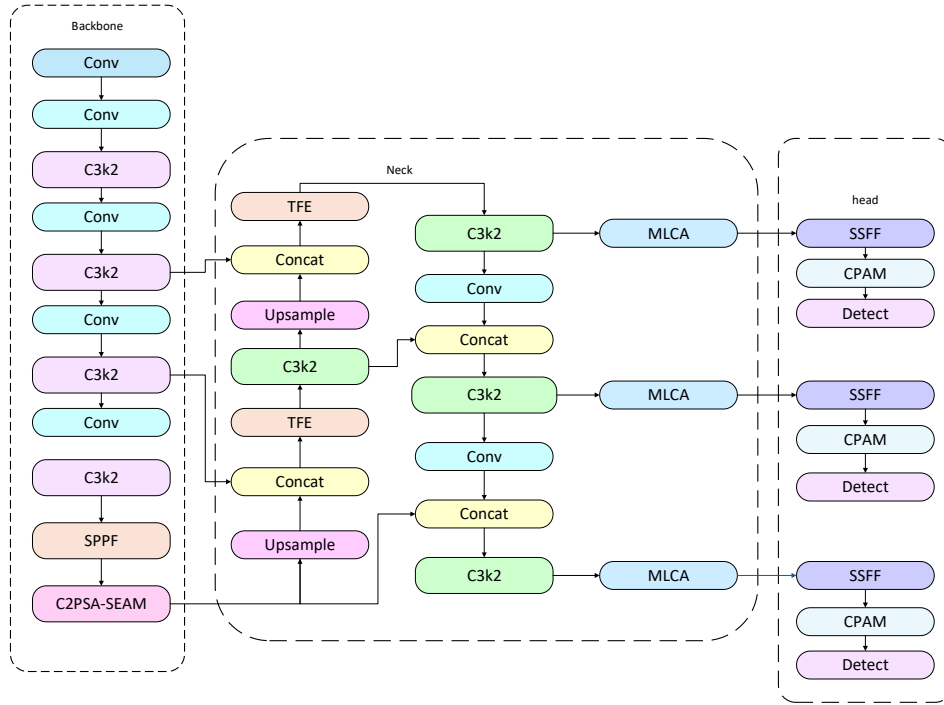 Backbone
Conv
Conv
C3k2
Conv
C3k2
Conv
C3k2
Conv
C3k2
SPPF
C2PSA-SEAM
Neck
TFE
Concat
Upsample
C3k2
TFE
Concat
Upsample
C3k2
Conv
Concat
C3k2
Conv
Concat
C3k2
MLCA
MLCA
MLCA
head
SSFF
CPAM
Detect
SSFF
CPAM
Detect
SSFF
CPAM
Detect